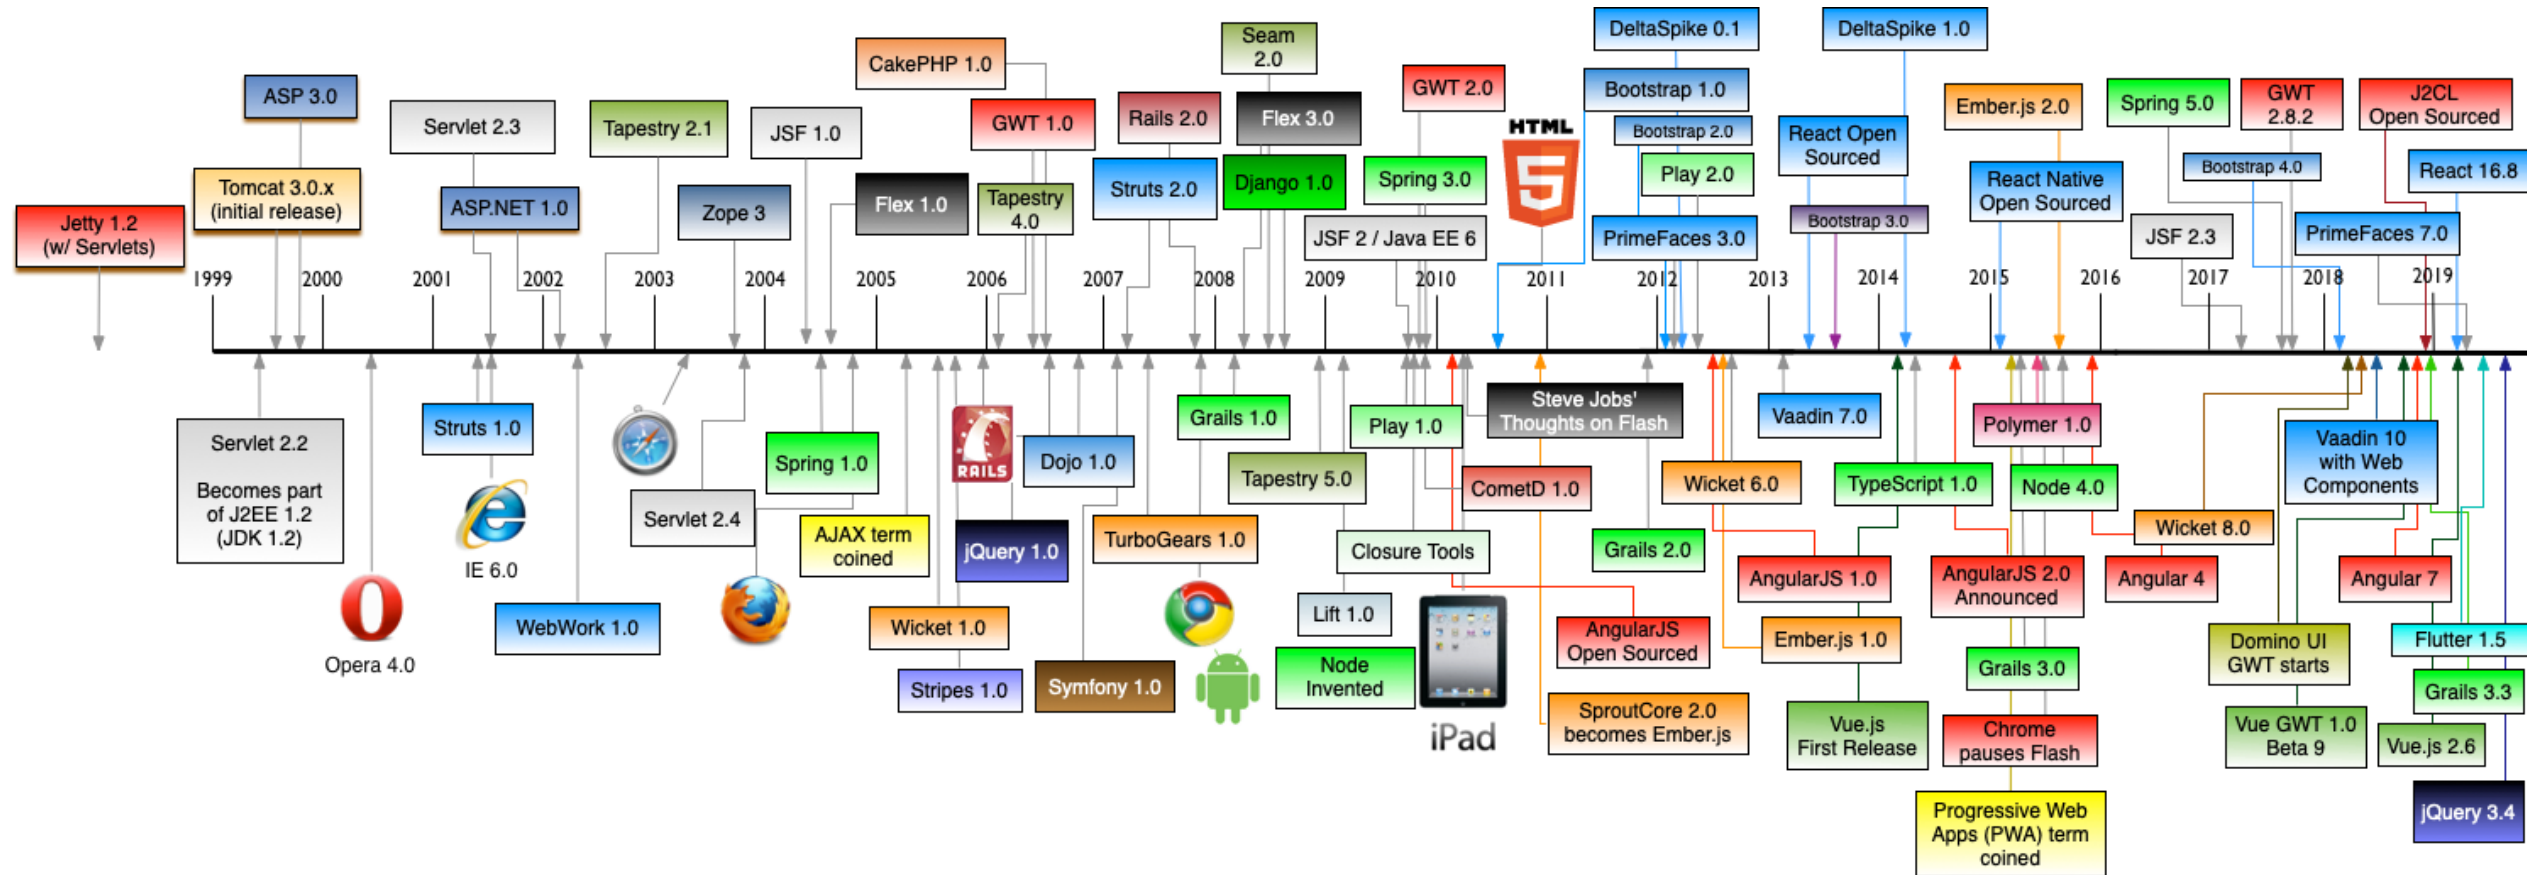 Jetty 1.2
(w/ Servlets)
ASP 3.0
Tomcat 3.0.x
(initial release)
Servlet 2.3
ASP.NET 1.0
Tapestry 2.1
Zope 3
JSF 1.0
CakePHP 1.0
Flex 1.0
GWT 1.0
Tapestry
4.0
Rails 2.0
Struts 2.0
Seam
2.0
Flex 3.0
Django 1.0
GWT 2.0
Spring 3.0
JSF 2 / Java EE 6
HTML
5
DeltaSpike 0.1
Bootstrap 1.0
Bootstrap 2.0
Play 2.0
PrimeFaces 3.0
DeltaSpike 1.0
React Open
Sourced
Bootstrap 3.0
Ember.js 2.0
React Native
Open Sourced
Spring 5.0
GWT
2.8.2
Bootstrap 4.0
JSF 2.3
J2CL
Open Sourced
React 16.8
PrimeFaces 7.0
1999
2000
2001
2002
2003
2004
2005
2006
2007
2008
2009
2010
2011
2012
2013
2014
2015
2016
2017
2018
2019
Servlet 2.2
Becomes part
of J2EE 1.2
(JDK 1.2)
Opera 4.0
Struts 1.0
IE 6.0
WebWork 1.0
Servlet 2.4
Spring 1.0
AJAX term
coined
Wicket 1.0
Stripes 1.0
RAILS
jQuery 1.0
Dojo 1.0
Symfony 1.0
TurboGears 1.0
Grails 1.0
Tapestry 5.0
Lift 1.0
Node
Invented
Play 1.0
Closure Tools
CometD 1.0
iPad
Steve Jobs'
Thoughts on Flash
AngularJS
Open Sourced
SproutCore 2.0
becomes Ember.js
Grails 2.0
Wicket 6.0
AngularJS 1.0
Ember.js 1.0
Vue.js
First Release
Vaadin 7.0
TypeScript 1.0
AngularJS 2.0
Announced
Polymer 1.0
Node 4.0
Grails 3.0
Chrome
pauses Flash
Progressive Web
Apps (PWA) term
coined
Angular 4
Wicket 8.0
Vaadin 10
with Web
Components
Angular 7
Domino UI
GWT starts
Vue GWT 1.0
Beta 9
Flutter 1.5
Grails 3.3
Vue.js 2.6
jQuery 3.4